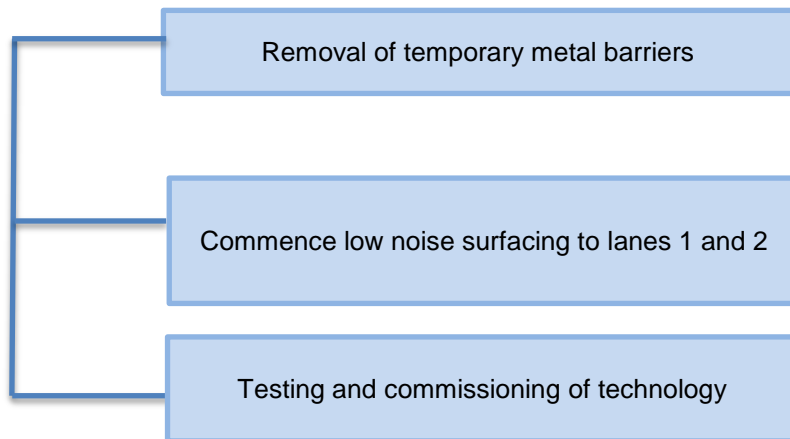 Removal of temporary metal barriers
Commence low noise surfacing to lanes 1 and 2
Testing and commissioning of technology